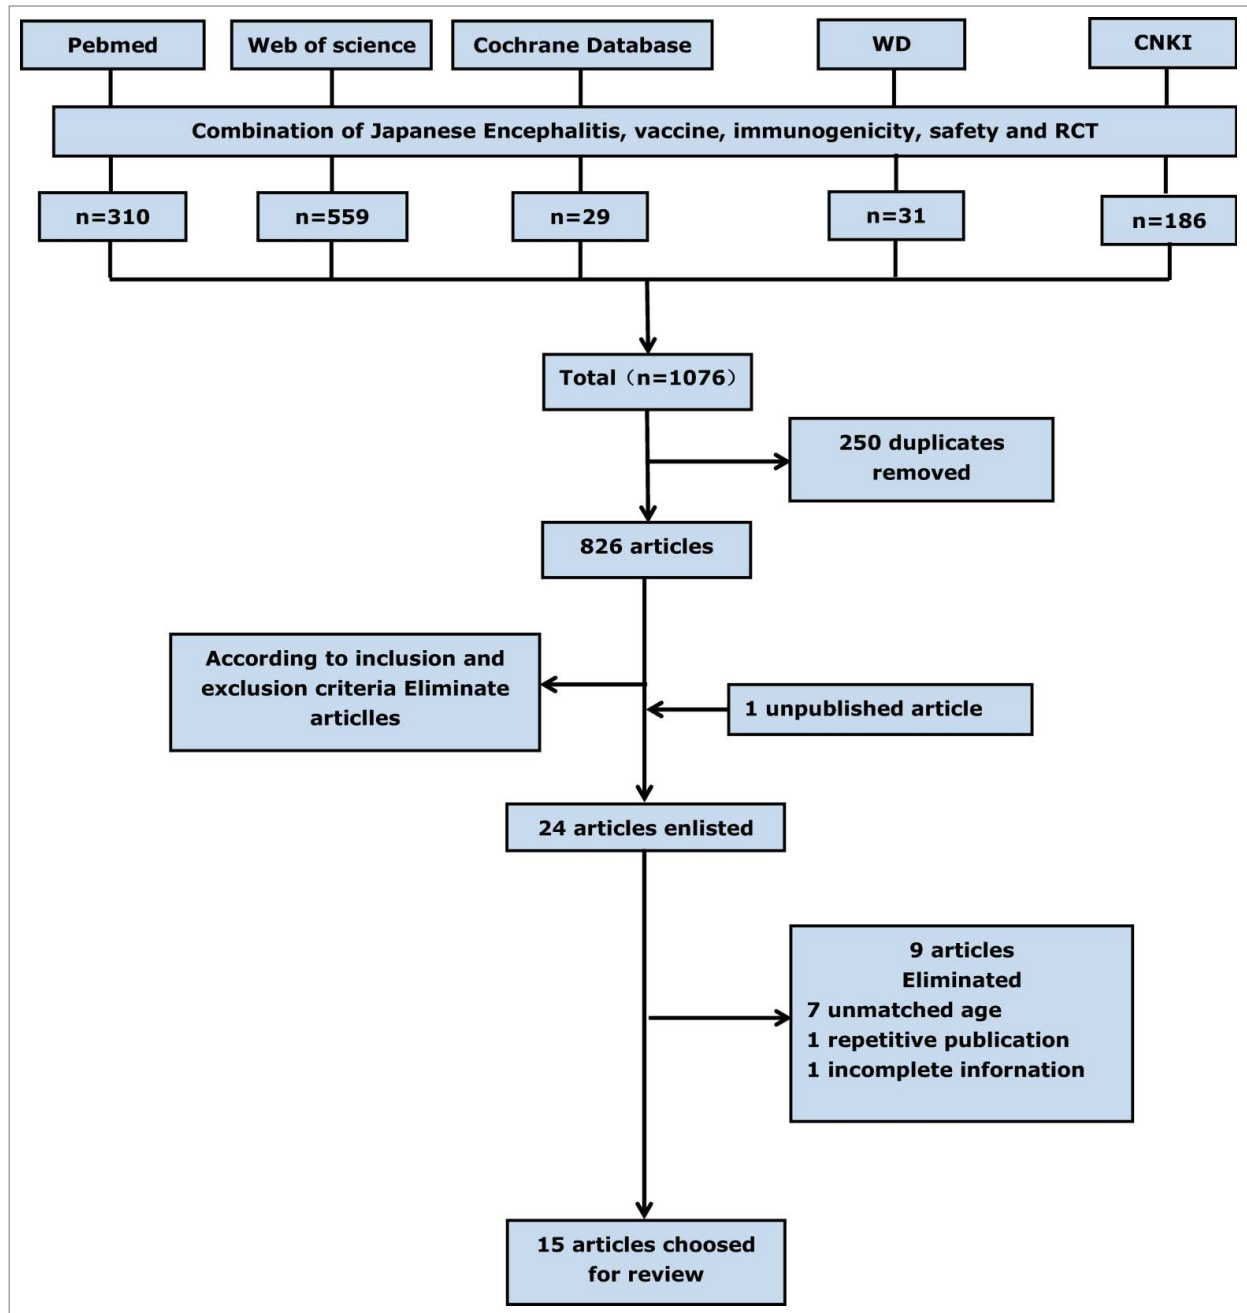 Pebmed
Web of science
Cochrane Database
WD
CNKI
Combination of Japanese Encephalitis, vaccine, immunogenicity, safety and RCT
n=310
n=559
n=29
n=31
n=186
Total（n=1076）
250 duplicates
removed
826 articles
According to inclusion and
exclusion criteria Eliminate
articlles
1 unpublished article
24 articles enlisted
9 articles
Eliminated
7 unmatched age
1 repetitive publication
1 incomplete infornation
15 articles choosed
for review